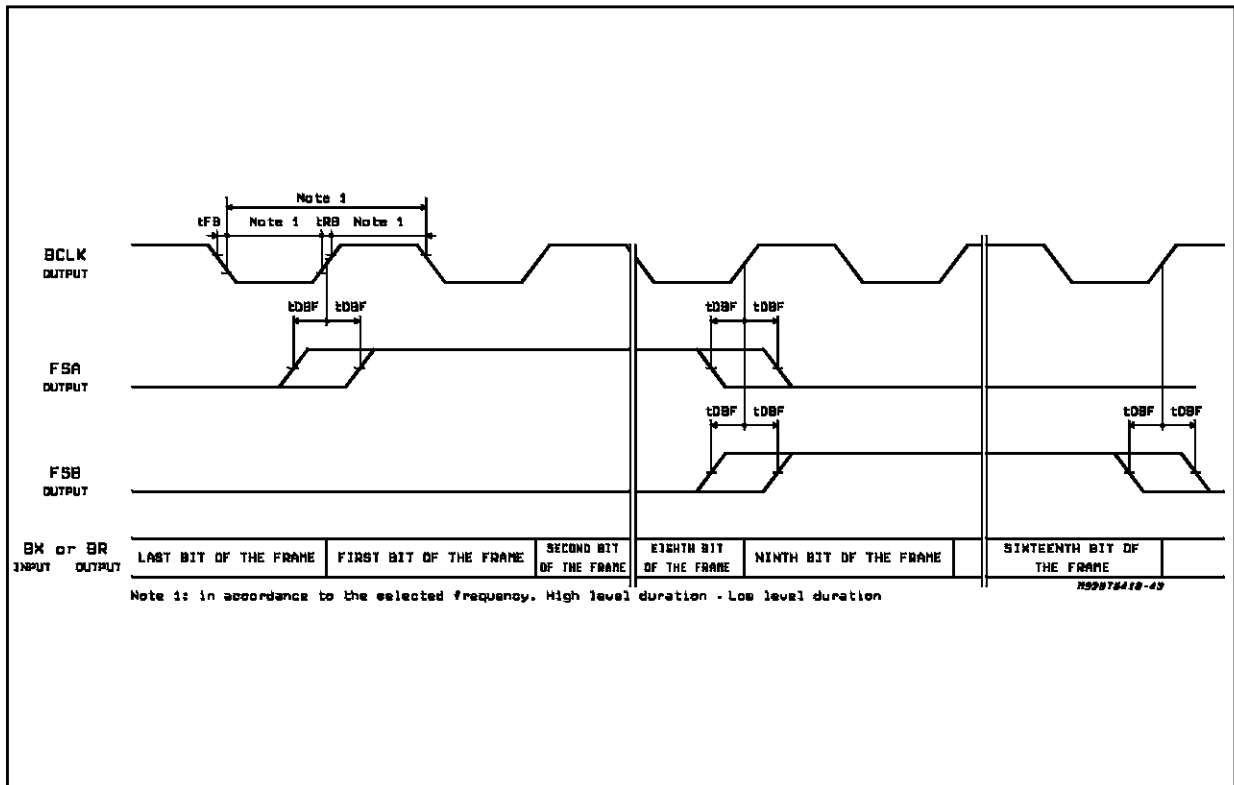 Note 1
tFB Note 1 tRB Note 1
BCLK
OUTPUT
tDBF tDBF tDBF tDBF
FSA
OUTPUT
tDBF tDBF tDBF tDBF
FSB
OUTPUT
BX or BR
INPUT OUTPUT
LAST BIT OF THE FRAME
FIRST BIT OF THE FRAME
SECOND BIT
OF THE FRAME
EIGHTH BIT
OF THE FRAME
NINTH BIT OF THE FRAME
SIXTEENTH BIT OF
THE FRAME
Note 1: in accordance to the selected frequency. High level duration - Low level duration